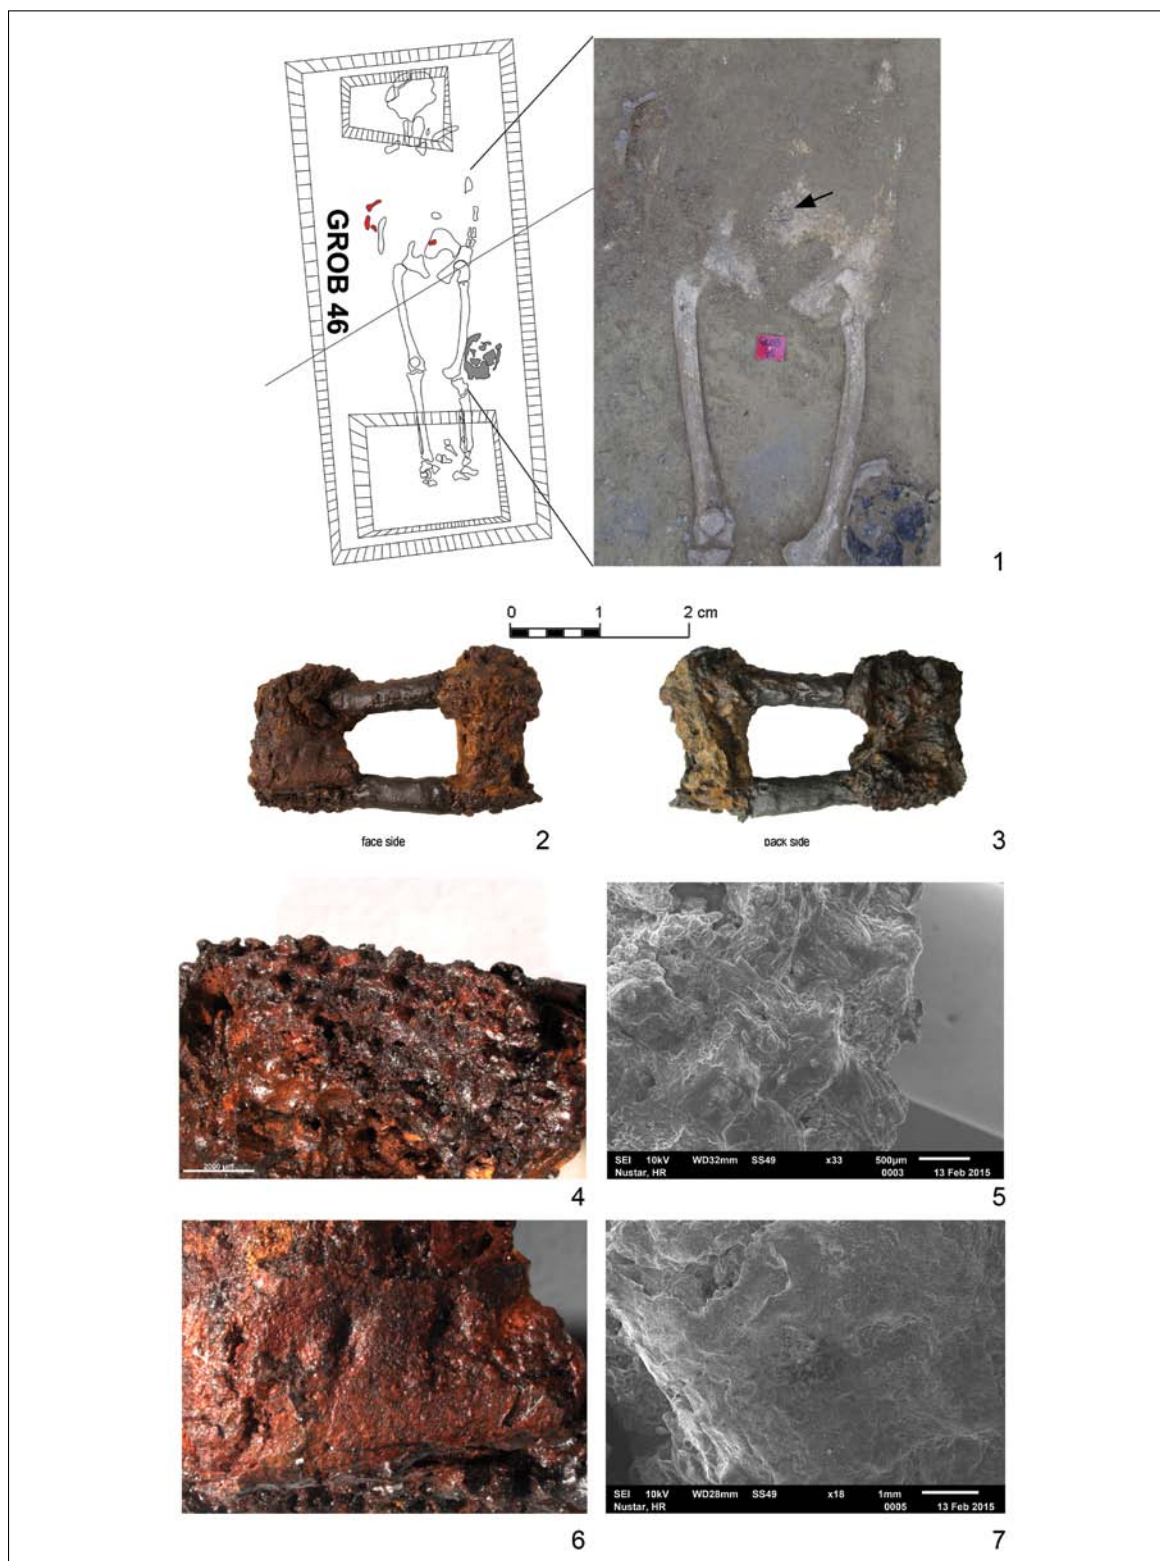 GROB 46
1
0 1 2 cm
face side
2
back side
3
2000 µm
4
SEI 10kV WD32mm SS49 x33 500µm
Nustar, HR 0003 13 Feb 2015
5
6
SEI 10kV WD28mm SS49 x18 1mm
Nustar, HR 0005 13 Feb 2015
7